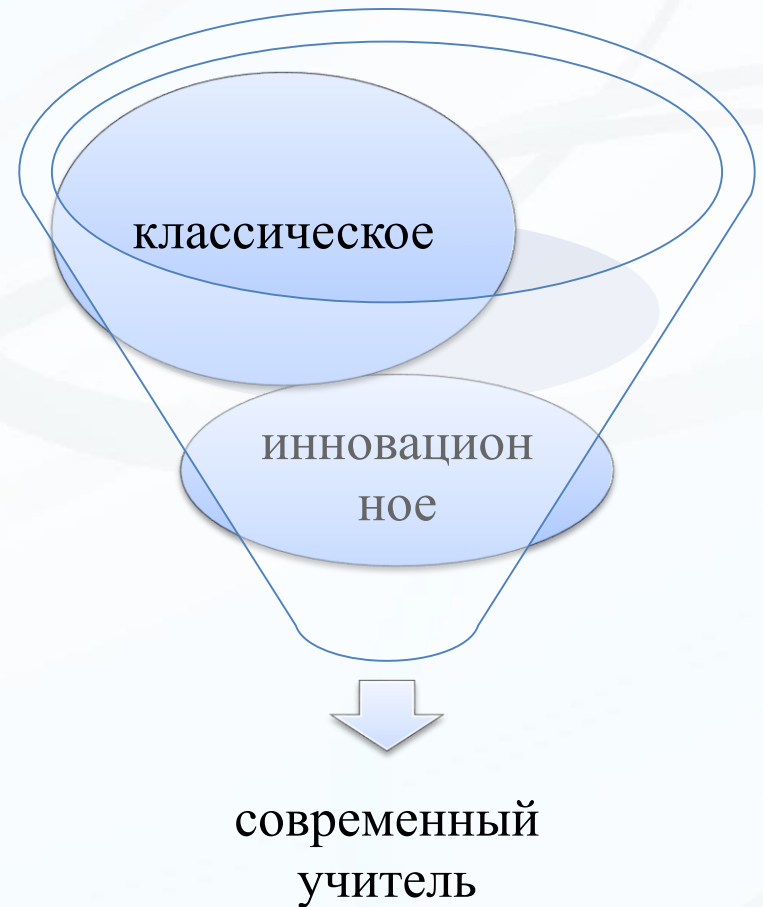 классическое
инновацион
ное
современный
учитель